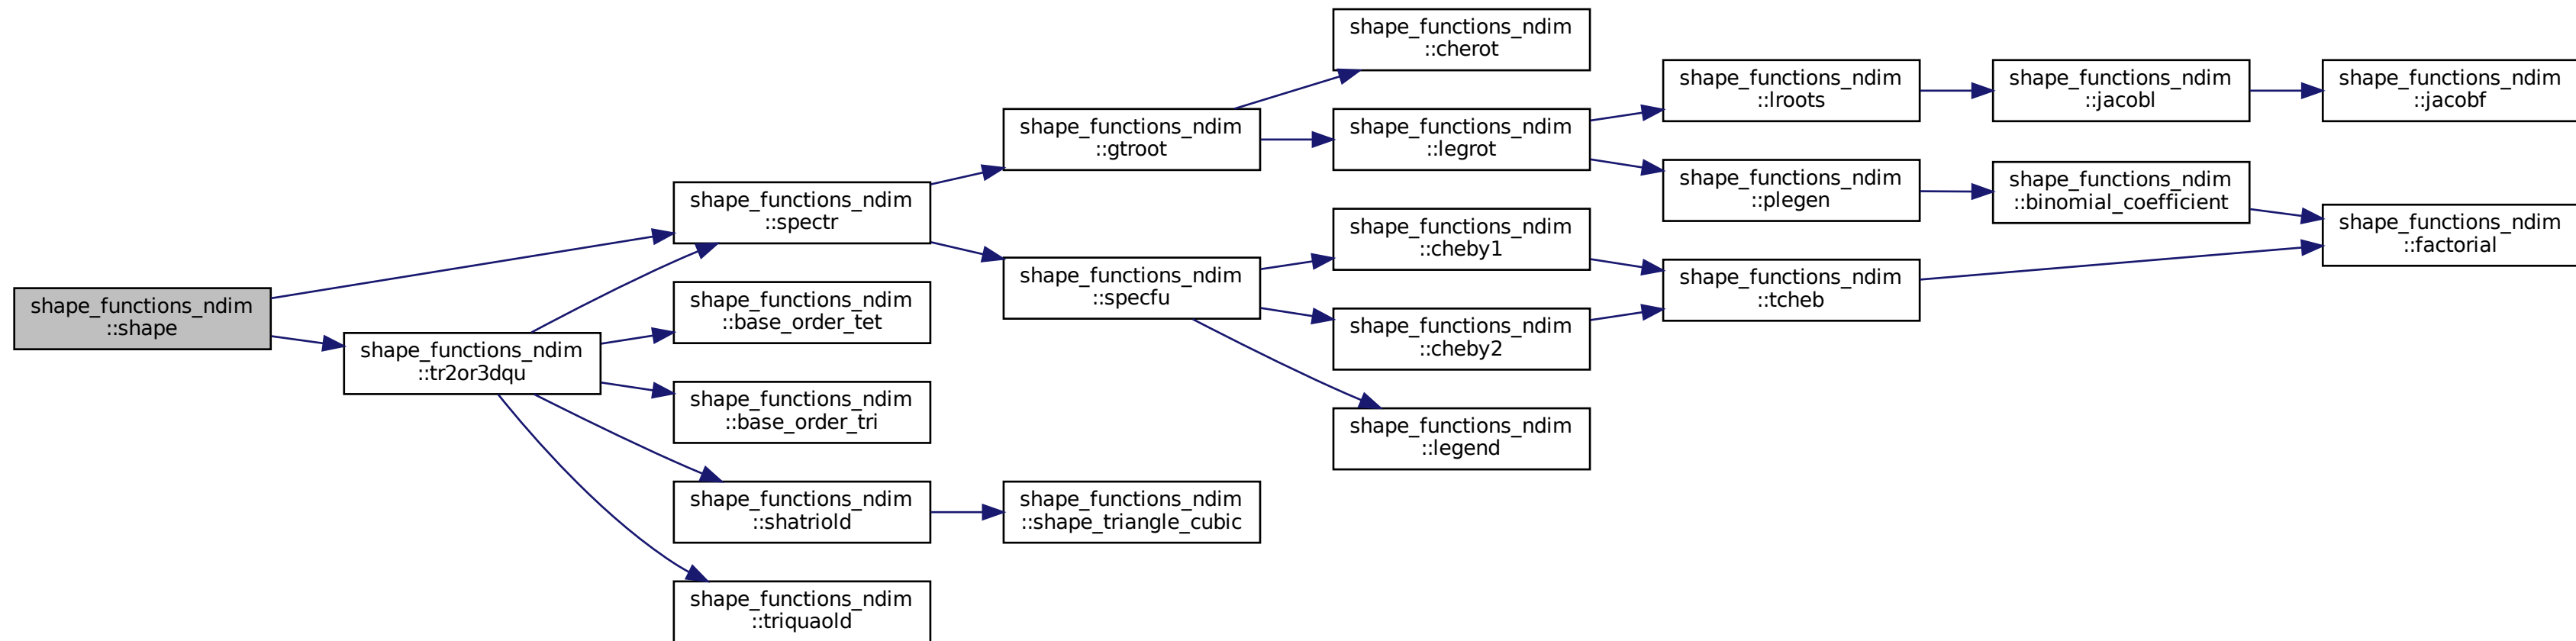 shape_functions_ndim
::shape
shape_functions_ndim
::tr2or3dqu
shape_functions_ndim
::spectr
shape_functions_ndim
::base_order_tet
shape_functions_ndim
::base_order_tri
shape_functions_ndim
::shatriold
shape_functions_ndim
::triquaold
shape_functions_ndim
::gtroot
shape_functions_ndim
::specfu
shape_functions_ndim
::shape_triangle_cubic
shape_functions_ndim
::cherot
shape_functions_ndim
::legrot
shape_functions_ndim
::cheby1
shape_functions_ndim
::cheby2
shape_functions_ndim
::legend
shape_functions_ndim
::lroots
shape_functions_ndim
::plegen
shape_functions_ndim
::tcheb
shape_functions_ndim
::jacobl
shape_functions_ndim
::binomial_coefficient
shape_functions_ndim
::jacobf
shape_functions_ndim
::factorial